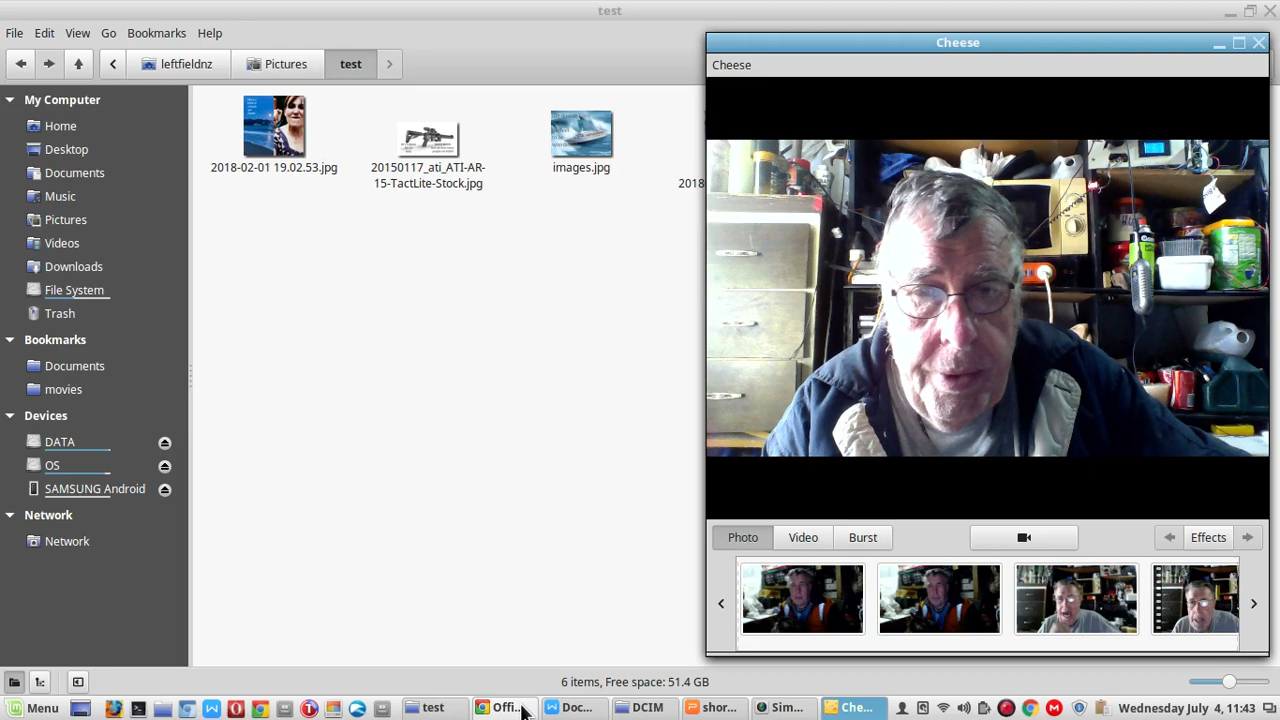 test
File Edit View Go Bookmarks Help
leftfieldnz Pictures test
My Computer
Home
Desktop
Documents
Music
Pictures
Videos
Downloads
File System
Trash
Bookmarks
Documents
movies
Devices
DATA
OS
SAMSUNG Android
Network
Network
2018-02-01 19.02.53.jpg
20150117_ati_ATI-AR-
15-TactLite-Stock.jpg
images.jpg
2018
Cheese
Cheese
Photo Video Burst Effects
6 items, Free space: 51.4 GB
Menu test Offi... Doc... DCIM shor... Sim... Che... Wednesday July 4, 11:43